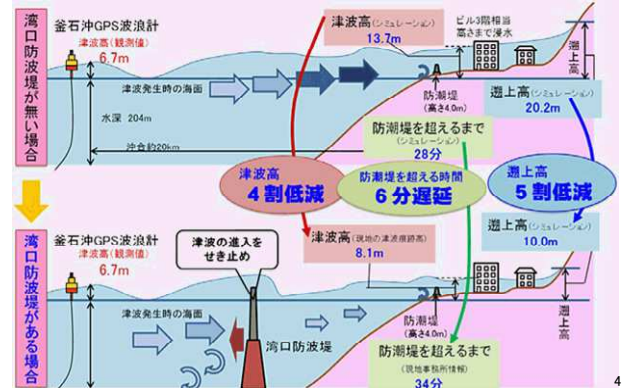 湾口防波堤が無い場合
釜石沖GPS波浪計
津波高(観測値)
6.7m
津波発生時の海面
水深 204m
沖合約20km
津波高(シミュレーション)
13.7m
ビル3階相当
高さまで浸水
遡上高
防潮堤
(高さ4.0m)
遡上高(シミュレーション)
20.2m
防潮堤を超えるまで
(シミュレーション)
28分
津波高
4割低減
防潮堤を超える時間
6分遅延
遡上高
5割低減
湾口防波堤がある場合
釜石沖GPS波浪計
津波高(観測値)
6.7m
津波の進入を
せき止め
津波高(現地の津波痕跡高)
8.1m
遡上高(シミュレーション)
10.0m
津波発生時の海面
湾口防波堤
防潮堤
(高さ4.0m)
遡上高
防潮堤を超えるまで
(現地事務所情報)
34分
4